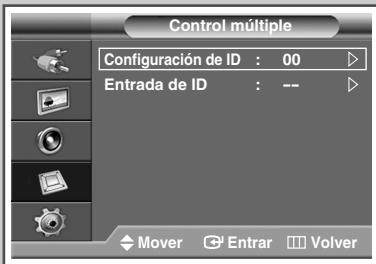 Control múltiple
Configuración de ID : 00
Entrada de ID : --
Mover Entrar Volver